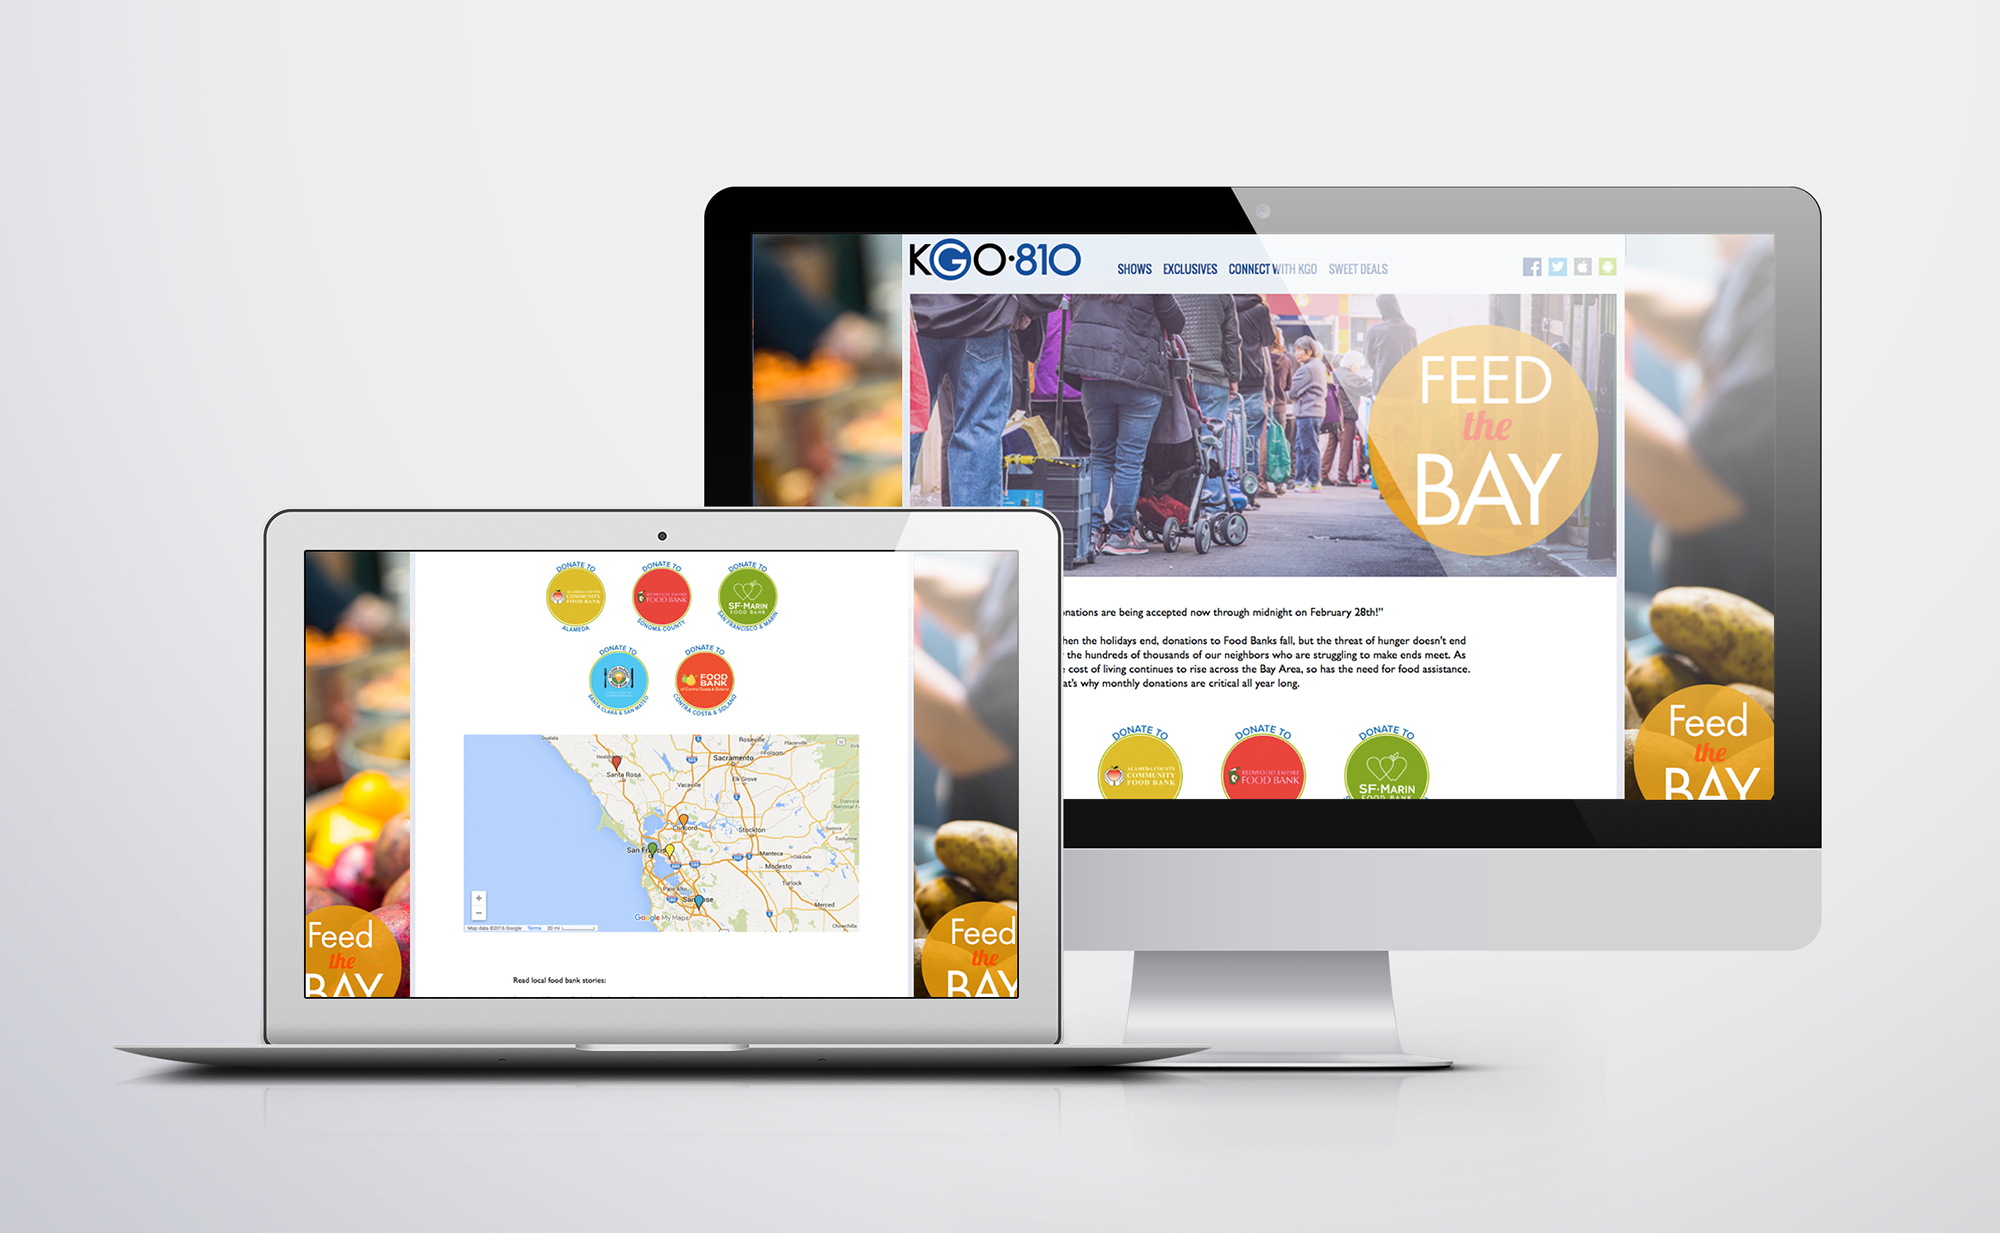 KGO·810
SHOWS EXCLUSIVES CONNECT WITH KGO SWEET DEALS
FEED
the
BAY
onations are being accepted now through midnight on February 28th!"
hen the holidays end, donations to Food Banks fall, but the threat of hunger doesn't end
the hundreds of thousands of our neighbors who are struggling to make ends meet. As
cost of living continues to rise across the Bay Area, so has the need for food assistance.
at's why monthly donations are critical all year long.
DONATE TO DONATE TO DONATE TO
ALAMEDA COUNTY
COMMUNITY
FOOD BANK
REDWOOD EMPIRE
FOOD BANK
SF·MARIN
FOOD BANK
Feed
the
BAY
DONATE TO DONATE TO DONATE TO
ALAMEDA COUNTY
COMMUNITY
FOOD BANK
REDWOOD EMPIRE
FOOD BANK
SF·MARIN
FOOD BANK
ALAMEDA SONOMA COUNTY SAN FRANCISCO & MARIN
DONATE TO DONATE TO
FOOD
BANK
of Contra Costa & Solano
SANTA CLARA & SAN MATEO CONTRA COSTA & SOLANO
Gualala
Roseville
Placerville
Folsom
Sacramento
Santa Rosa
Elk Grove
Vacaville
Concord
Stockton
Sonora
Tuolumne
San Francis
Manteca
Oakdale
Modesto
Palo Alto
Turlock
San Jose
Merced
Chowchilla
Google My Maps
+
−
Map data ©2016 Google Terms 20 mi
Read local food bank stories:
Feed
the
BAY
Feed
the
BAY